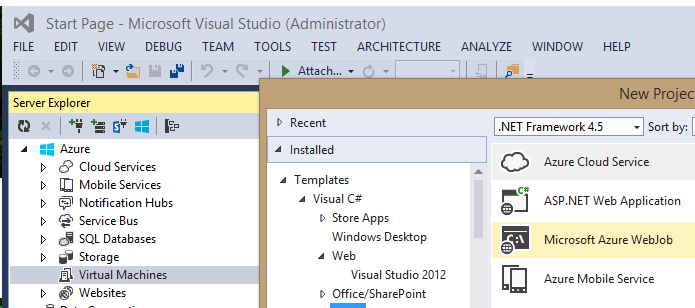 Start Page - Microsoft Visual Studio (Administrator)
FILE EDIT VIEW DEBUG TEAM TOOLS TEST ARCHITECTURE ANALYZE WINDOW HELP
Attach...
Server Explorer
Azure
Cloud Services
Mobile Services
Notification Hubs
Service Bus
SQL Databases
Storage
Virtual Machines
Websites
New Projec
Recent
Installed
Templates
Visual C#
Store Apps
Windows Desktop
Web
Visual Studio 2012
Office/SharePoint
.NET Framework 4.5 Sort by:
Azure Cloud Service
C#
ASP.NET Web Application
C:\
Microsoft Azure WebJob
Azure Mobile Service